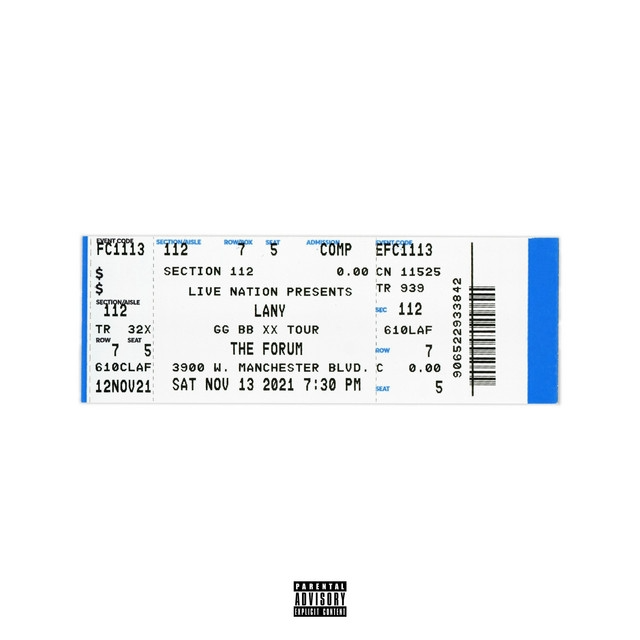 EVENT CODE SECTION/AISLE ROW/BOX SEAT ADMISSION EVENT CODE
FC1113 112 7 5 COMP EFC1113
$ SECTION 112 0.00 CN 11525
$ LIVE NATION PRESENTS TR 939
SECTION/AISLE
112 LANY SEC 112
TR 32X GG BB XX TOUR 610LAF
ROW SEAT
7 5 THE FORUM ROW 7
610CLAF 3900 W. MANCHESTER BLVD. C 0.00
12NOV21 SAT NOV 13 2021 7:30 PM SEAT 5
906522933842
PARENTAL
ADVISORY
EXPLICIT CONTENT